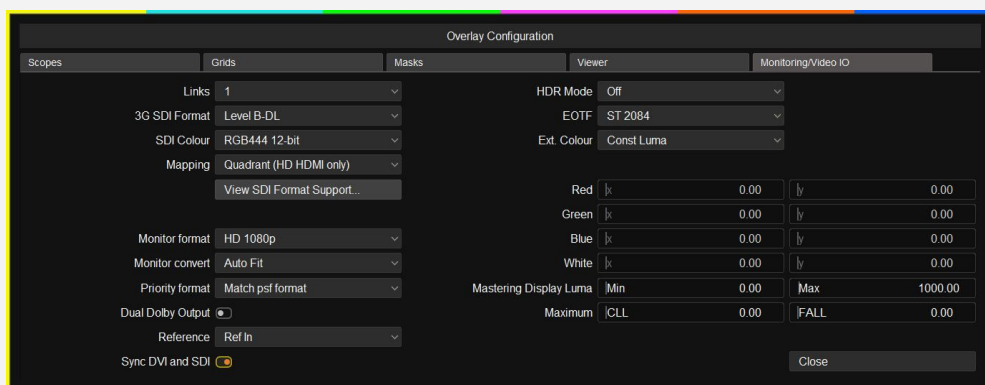 Overlay Configuration
Scopes Grids Masks Viewer Monitoring/Video IO
Links 1 HDR Mode Off
3G SDI Format Level B-DL EOTF ST 2084
SDI Colour RGB444 12-bit Ext. Colour Const Luma
Mapping Quadrant (HD HDMI only)
View SDI Format Support... Red x 0.00 y 0.00
Green x 0.00 y 0.00
Monitor format HD 1080p Blue x 0.00 y 0.00
Monitor convert Auto Fit White x 0.00 y 0.00
Priority format Match psf format Mastering Display Luma Min 0.00 Max 1000.00
Dual Dolby Output Maximum CLL 0.00 FALL 0.00
Reference Ref In
Sync DVI and SDI Close